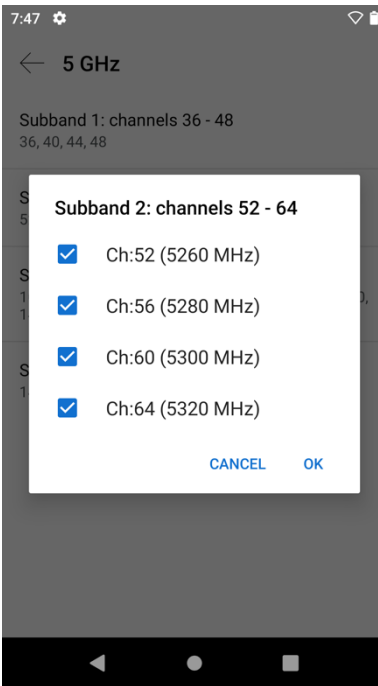 7:47
5 GHz
Subband 1: channels 36 - 48
36, 40, 44, 48
Subband 2: channels 52 - 64
Ch:52 (5260 MHz)
Ch:56 (5280 MHz)
Ch:60 (5300 MHz)
Ch:64 (5320 MHz)
CANCEL OK